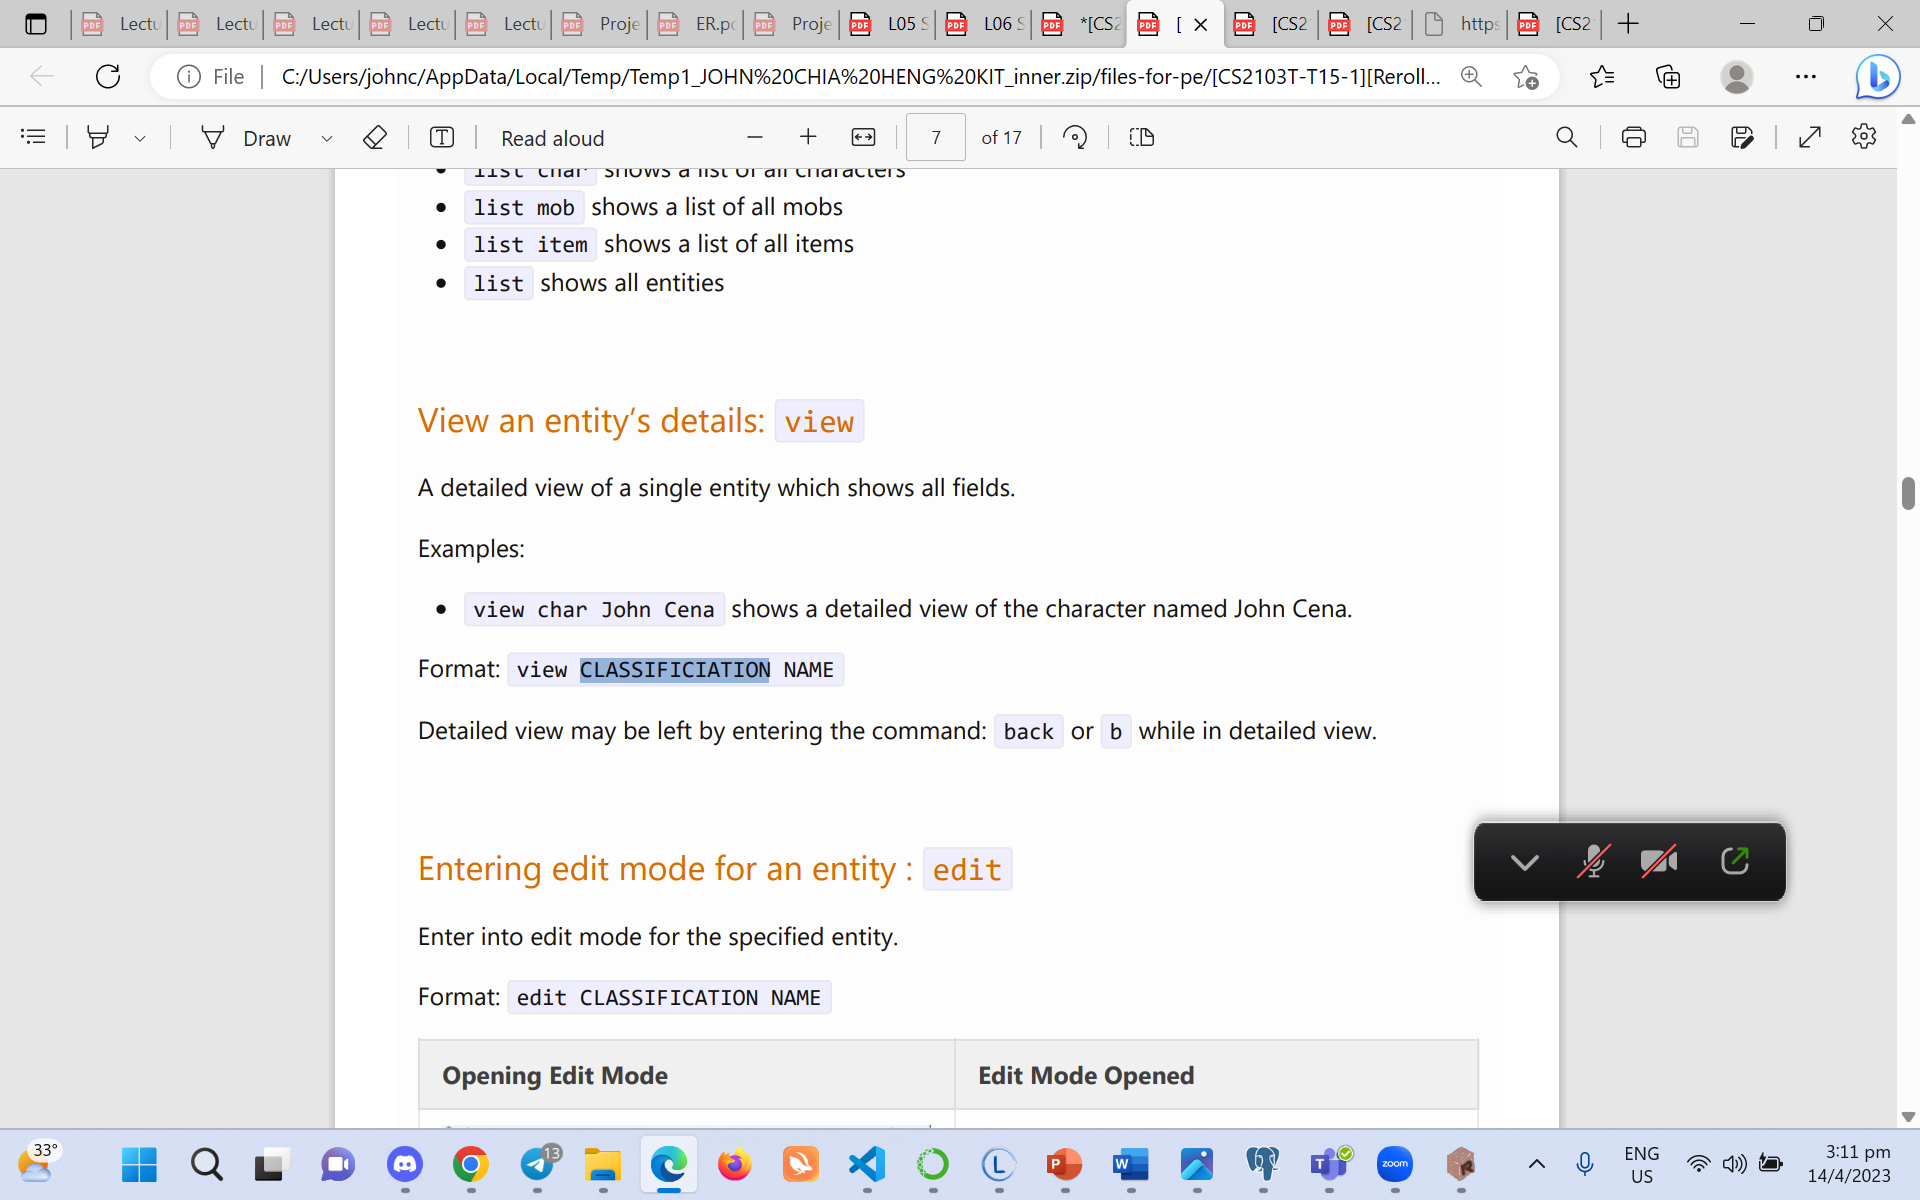 Lectu
Lectu
Lectu
Lectu
Lectu
Proje
ER.pd
Proje
L05 S
L06 S
*[CS2
[
[CS2
[CS2
https
[CS2
File
C:/Users/johnc/AppData/Local/Temp/Temp1_JOHN%20CHIA%20HENG%20KIT_inner.zip/files-for-pe/[CS2103T-T15-1][Reroll...
Draw
Read aloud
7
of 17
list char shows a list of all characters
list mob shows a list of all mobs
list item shows a list of all items
list shows all entities
View an entity’s details: view
A detailed view of a single entity which shows all fields.
Examples:
view char John Cena shows a detailed view of the character named John Cena.
Format: view CLASSIFICIATION NAME
Detailed view may be left by entering the command: back or b while in detailed view.
Entering edit mode for an entity : edit
Enter into edit mode for the specified entity.
Format: edit CLASSIFICATION NAME
Opening Edit Mode
Edit Mode Opened
33°
13
zoom
ENG
US
3:11 pm
14/4/2023